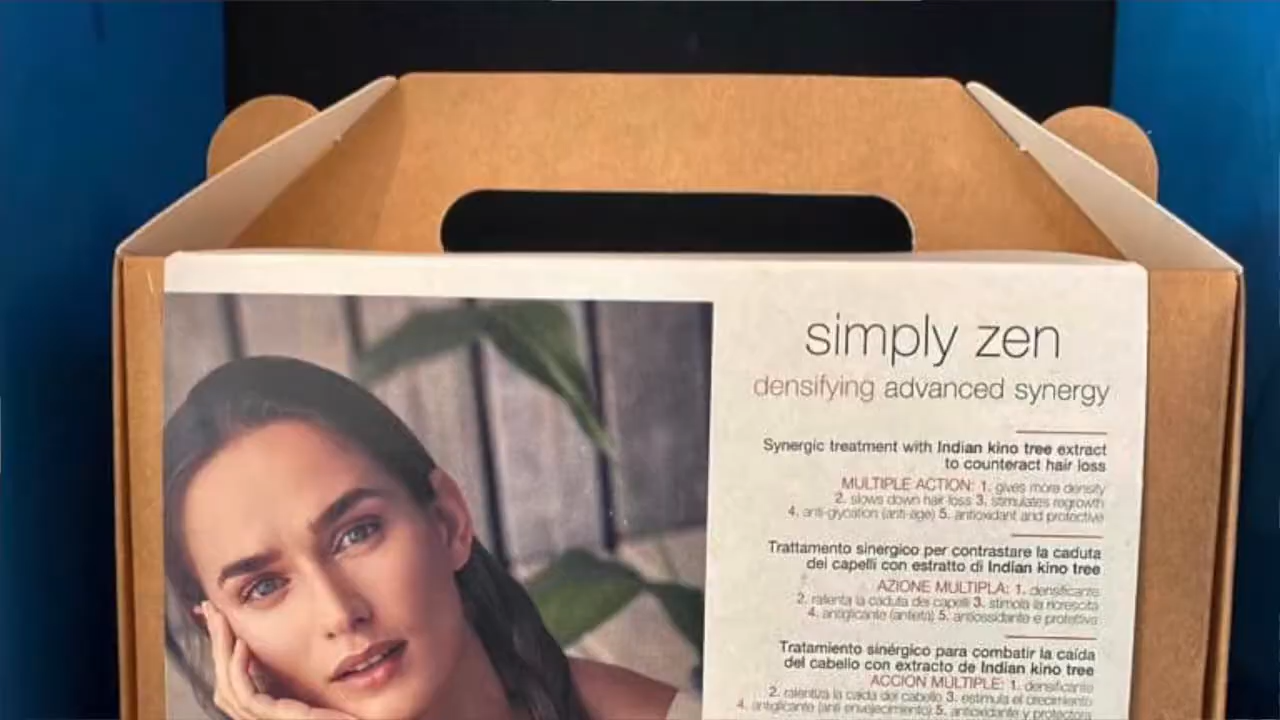 simply zen
densifying advanced synergy
Synergic treatment with Indian kino tree extract
to counteract hair loss
MULTIPLE ACTION: 1. gives more density
2. slows down hair loss 3. stimulates regrowth
4. anti-glycation (anti-age) 5. antioxidant and protective
Trattamento sinergico per contrastare la caduta
dei capelli con estratto di Indian kino tree
AZIONE MULTIPLA: 1. densificante
2. rallenta la caduta dei capelli 3. stimola la ricrescita
4. antiglicante (antietà) 5. antiossidante e protettiva
Tratamiento sinérgico para combatir la caída
del cabello con extracto de Indian kino tree
ACCION MULTIPLE: 1. densificante
2. ralentiza la caída del cabello 3. estimula el crecimiento
4. antiglicante (anti envejecimiento) 5. antioxidante y protectora